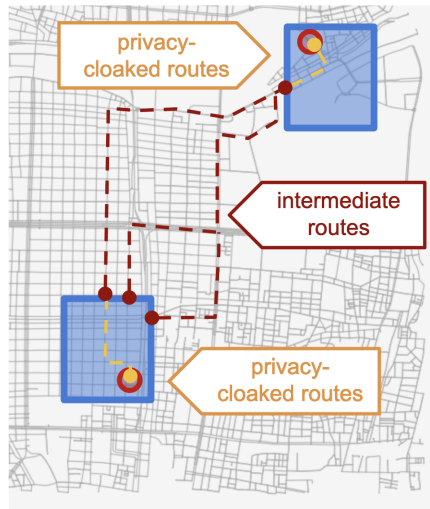 privacy-
cloaked routes
intermediate
routes
privacy-
cloaked routes